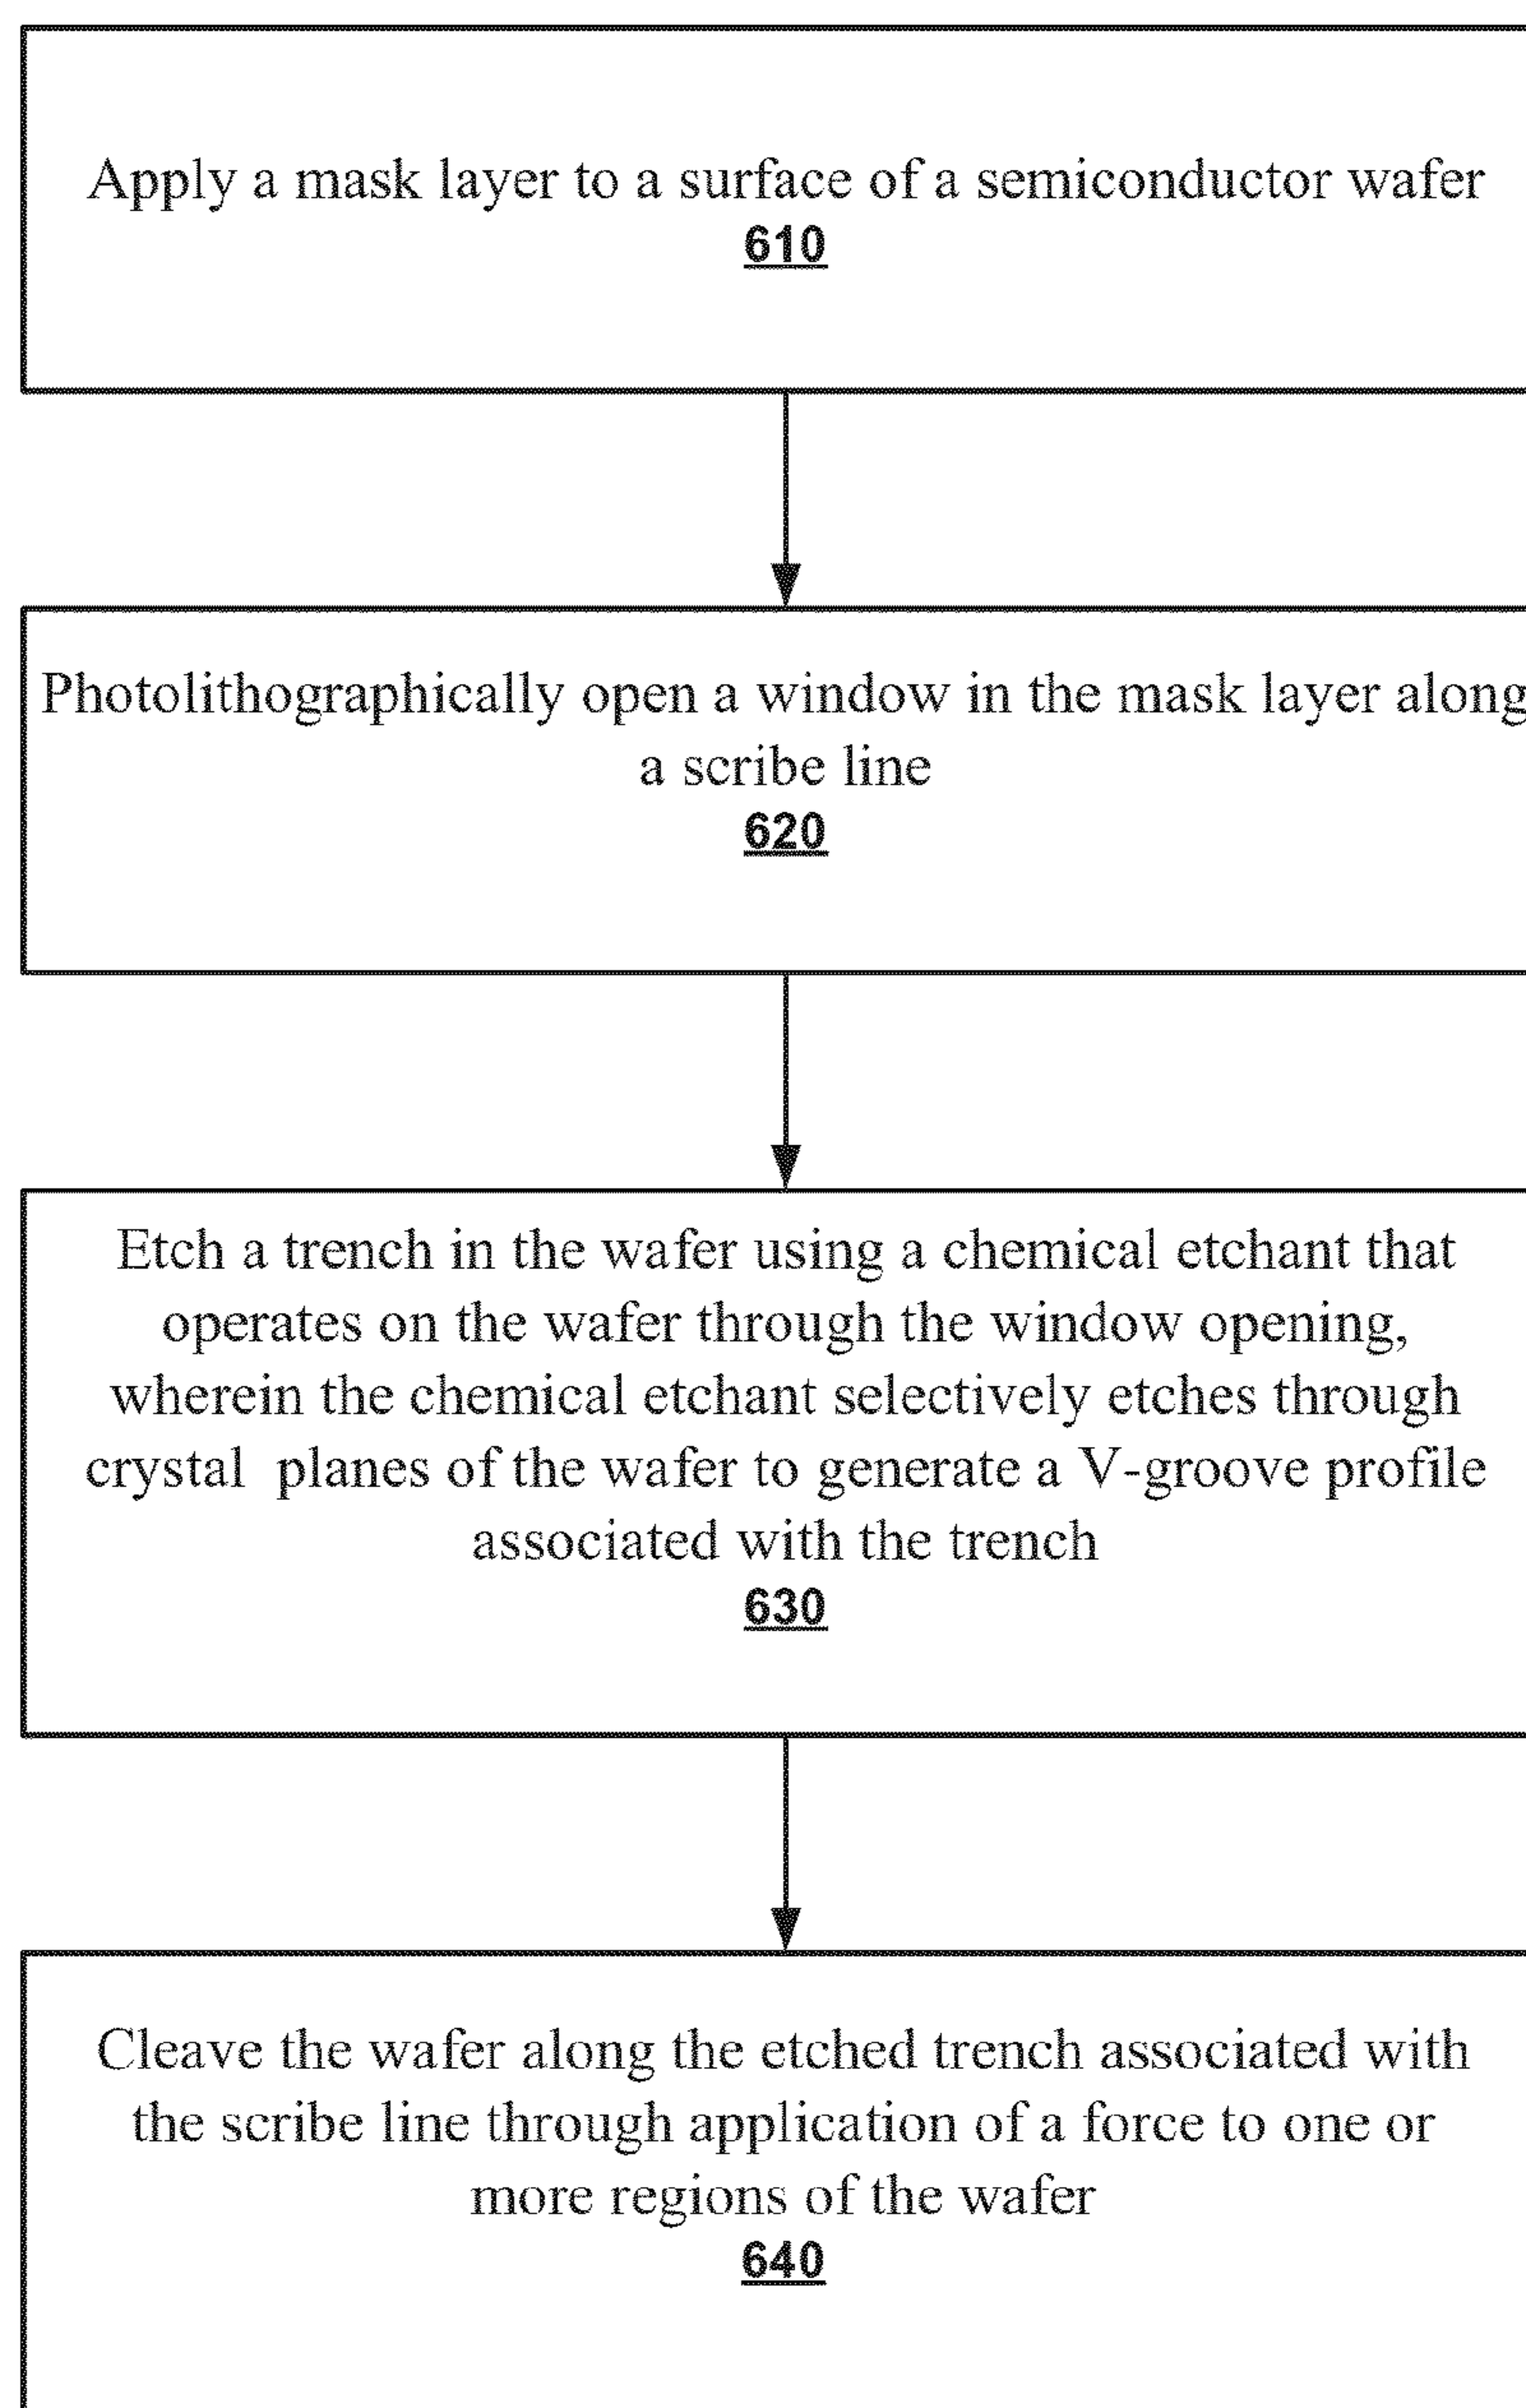 Apply a mask layer to a surface of a semiconductor wafer
610
Photolithographically open a window in the mask layer along
a scribe line
620
Etch a trench in the wafer using a chemical etchant that
operates on the wafer through the window opening,
wherein the chemical etchant selectively etches through
crystal planes of the wafer to generate a V-groove profile
associated with the trench
630
Cleave the wafer along the etched trench associated with
the scribe line through application of a force to one or
more regions of the wafer
640